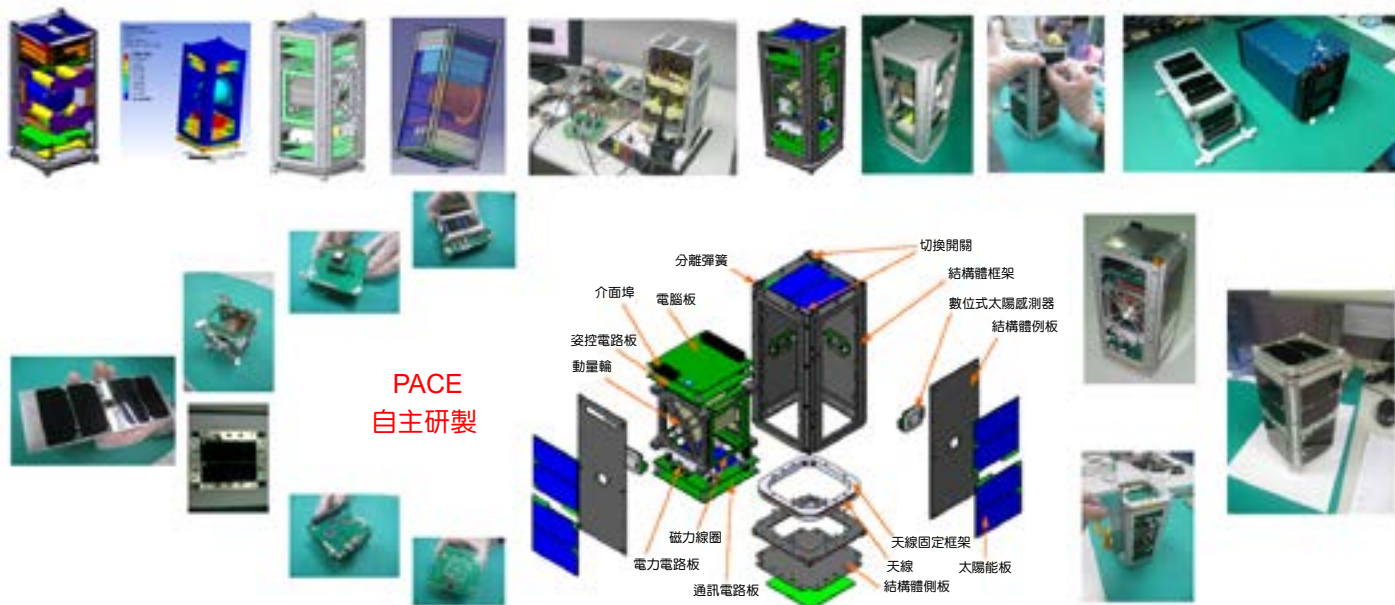 切換開關
分離彈簧
結構體框架
介面埠
電腦板
數位式太陽感測器
結構體例板
姿控電路板
動量輪
PACE
自主研製
磁力線圈
天線固定框架
電力電路板
天線
太陽能板
通訊電路板
結構體側板